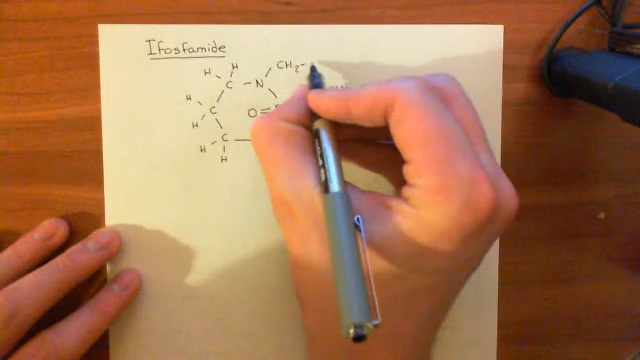 Ifosfamide
H H CH2-
C - N
H
C O=
H
H C
H